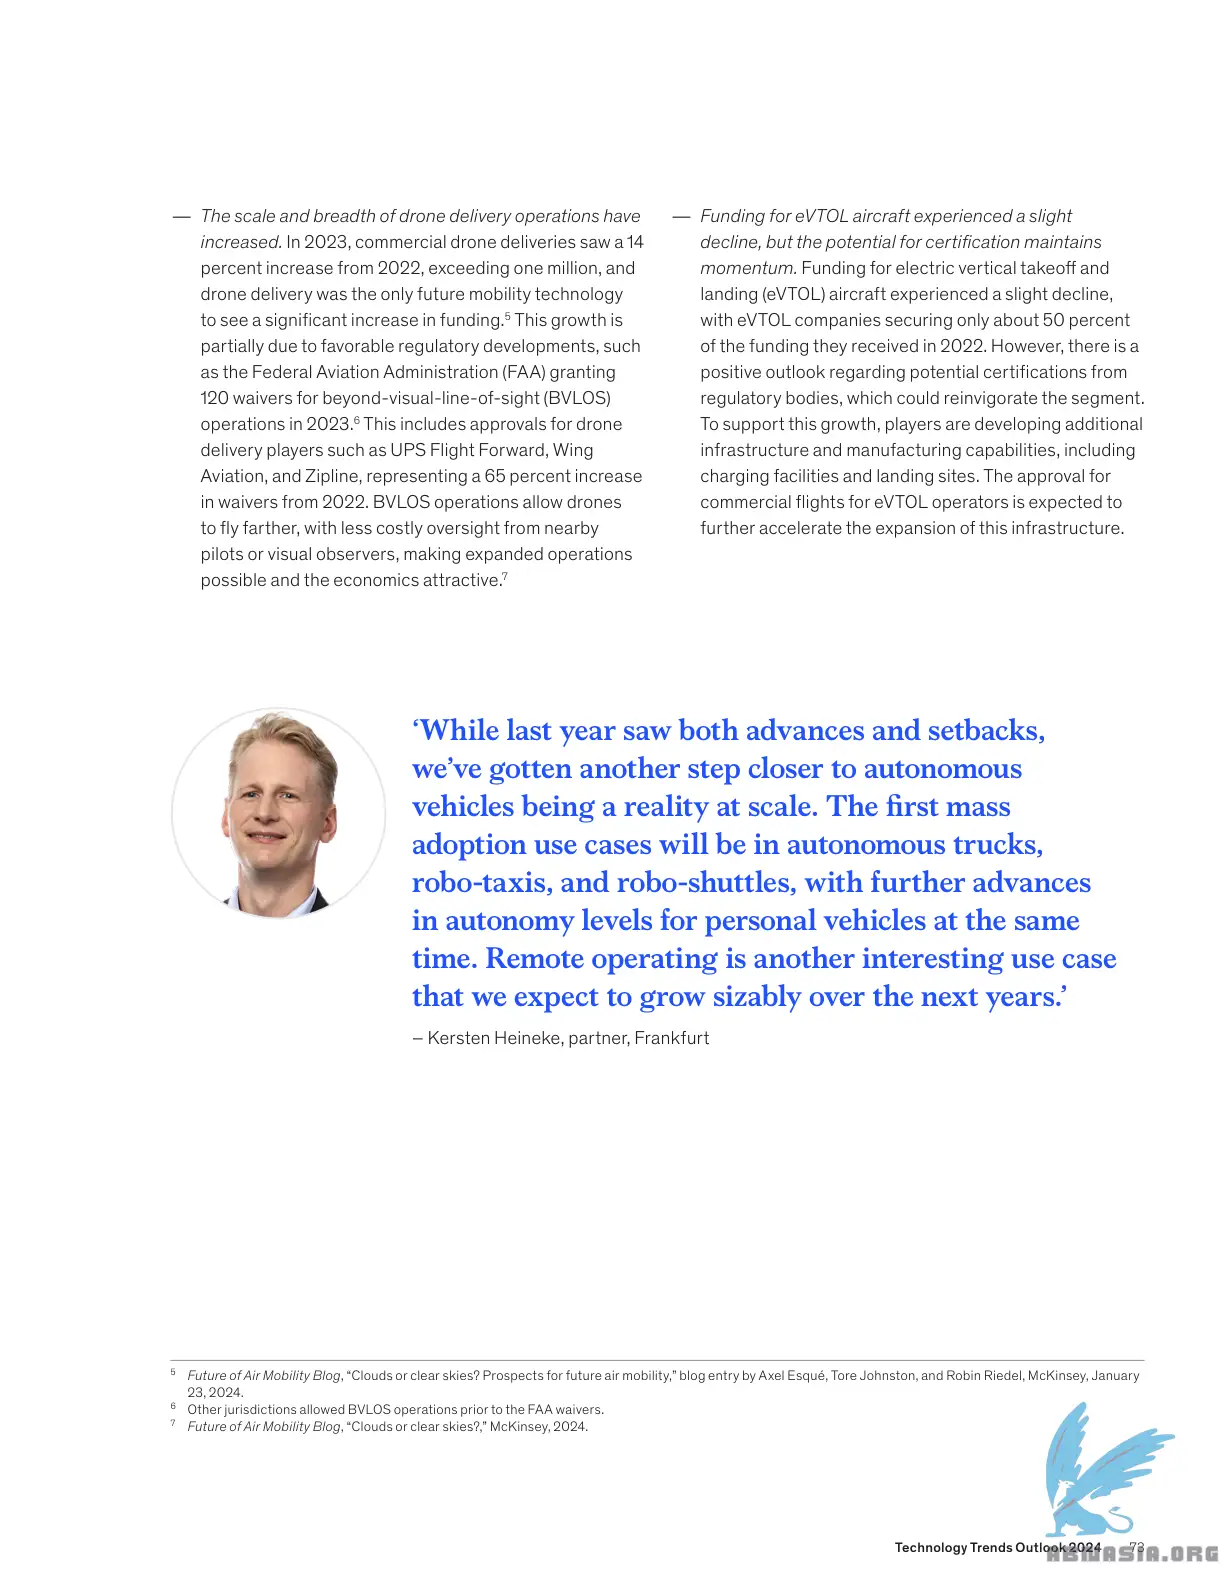 — The scale and breadth of drone delivery operations have
increased. In 2023, commercial drone deliveries saw a 14
percent increase from 2022, exceeding one million, and
drone delivery was the only future mobility technology
to see a significant increase in funding.5 This growth is
partially due to favorable regulatory developments, such
as the Federal Aviation Administration (FAA) granting
120 waivers for beyond-visual-line-of-sight (BVLOS)
operations in 2023.6 This includes approvals for drone
delivery players such as UPS Flight Forward, Wing
Aviation, and Zipline, representing a 65 percent increase
in waivers from 2022. BVLOS operations allow drones
to fly farther, with less costly oversight from nearby
pilots or visual observers, making expanded operations
possible and the economics attractive.7
— Funding for eVTOL aircraft experienced a slight
decline, but the potential for certification maintains
momentum. Funding for electric vertical takeoff and
landing (eVTOL) aircraft experienced a slight decline,
with eVTOL companies securing only about 50 percent
of the funding they received in 2022. However, there is a
positive outlook regarding potential certifications from
regulatory bodies, which could reinvigorate the segment.
To support this growth, players are developing additional
infrastructure and manufacturing capabilities, including
charging facilities and landing sites. The approval for
commercial flights for eVTOL operators is expected to
further accelerate the expansion of this infrastructure.
‘While last year saw both advances and setbacks,
we’ve gotten another step closer to autonomous
vehicles being a reality at scale. The first mass
adoption use cases will be in autonomous trucks,
robo-taxis, and robo-shuttles, with further advances
in autonomy levels for personal vehicles at the same
time. Remote operating is another interesting use case
that we expect to grow sizably over the next years.’
– Kersten Heineke, partner, Frankfurt
5 Future of Air Mobility Blog, “Clouds or clear skies? Prospects for future air mobility,” blog entry by Axel Esqué, Tore Johnston, and Robin Riedel, McKinsey, January
23, 2024.
6 Other jurisdictions allowed BVLOS operations prior to the FAA waivers.
7 Future of Air Mobility Blog, “Clouds or clear skies?,” McKinsey, 2024.
Technology Trends Outlook 2024 73
ABWASIA.ORG